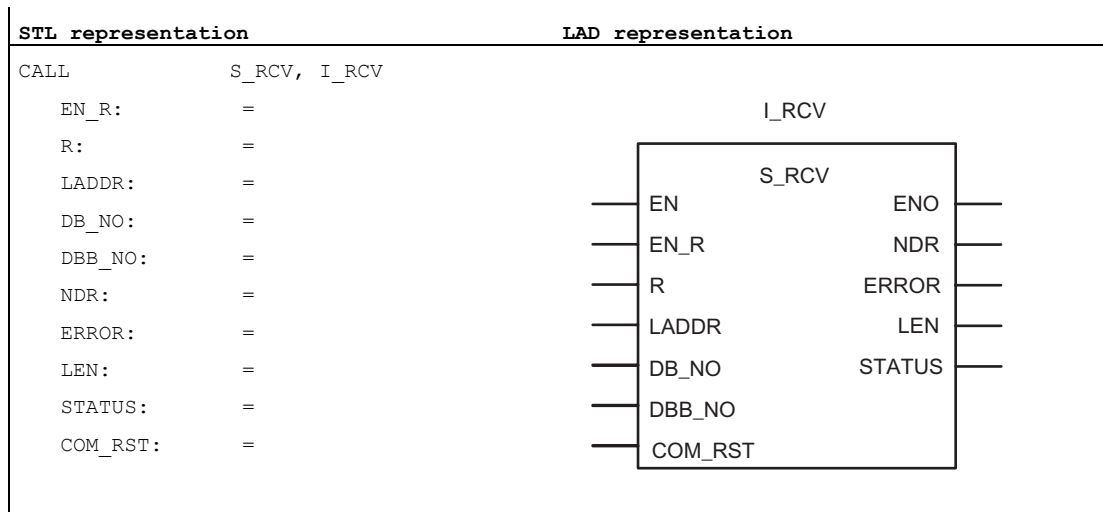 STL representation
LAD representation
CALL S_RCV, I_RCV
EN_R: =
R: =
LADDR: =
DB_NO: =
DBB_NO: =
NDR: =
ERROR: =
LEN: =
STATUS: =
COM_RST: =
I_RCV
S_RCV
EN ENO
EN_R NDR
R ERROR
LADDR LEN
DB_NO STATUS
DBB_NO
COM_RST